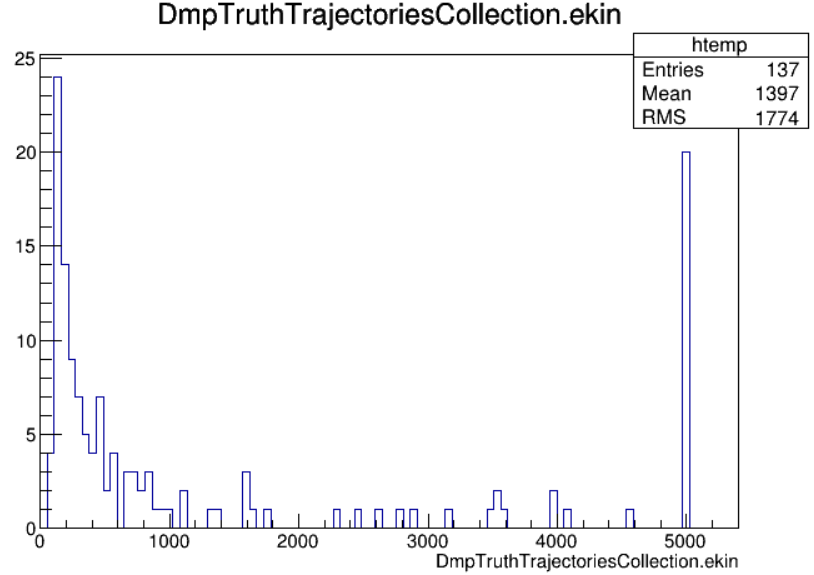 DmpTruthTrajectoriesCollection.ekin
htemp
Entries 137
Mean 1397
RMS 1774
25
20
15
10
5
0
0 1000 2000 3000 4000 5000
DmpTruthTrajectoriesCollection.ekin